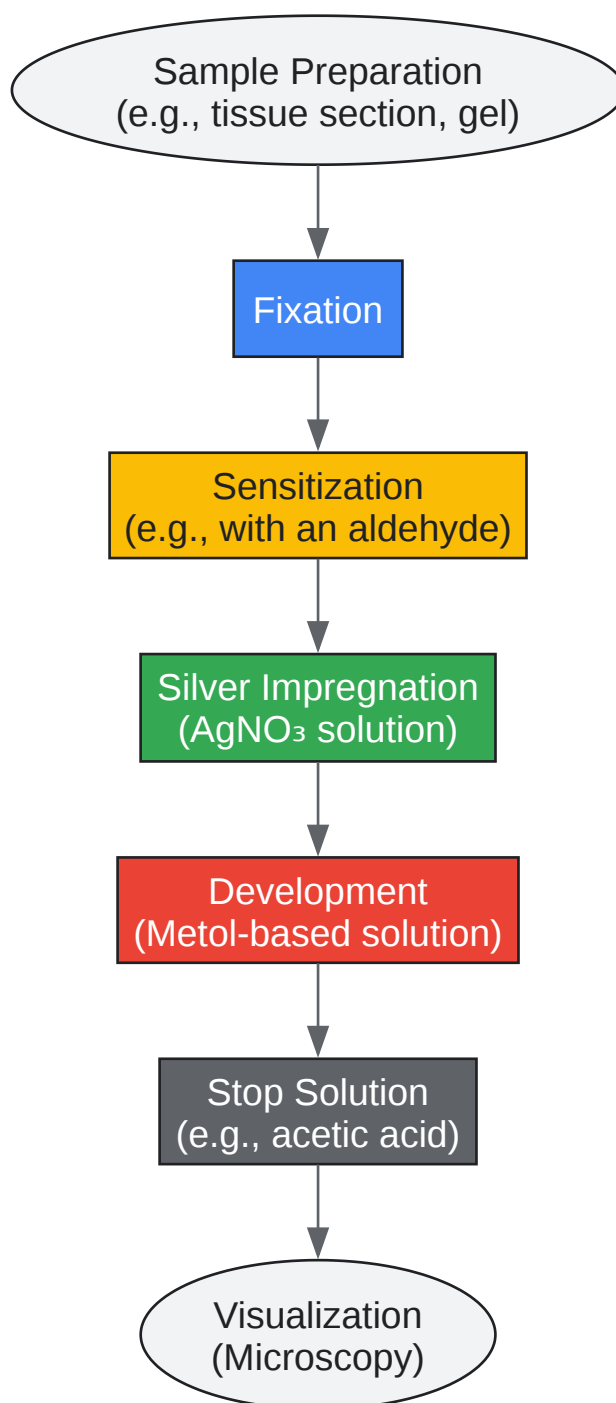 Sample Preparation
(e.g., tissue section, gel)
Fixation
Sensitization
(e.g., with an aldehyde)
Silver Impregnation
(AgNO₃ solution)
Development
(Metol-based solution)
Stop Solution
(e.g., acetic acid)
Visualization
(Microscopy)